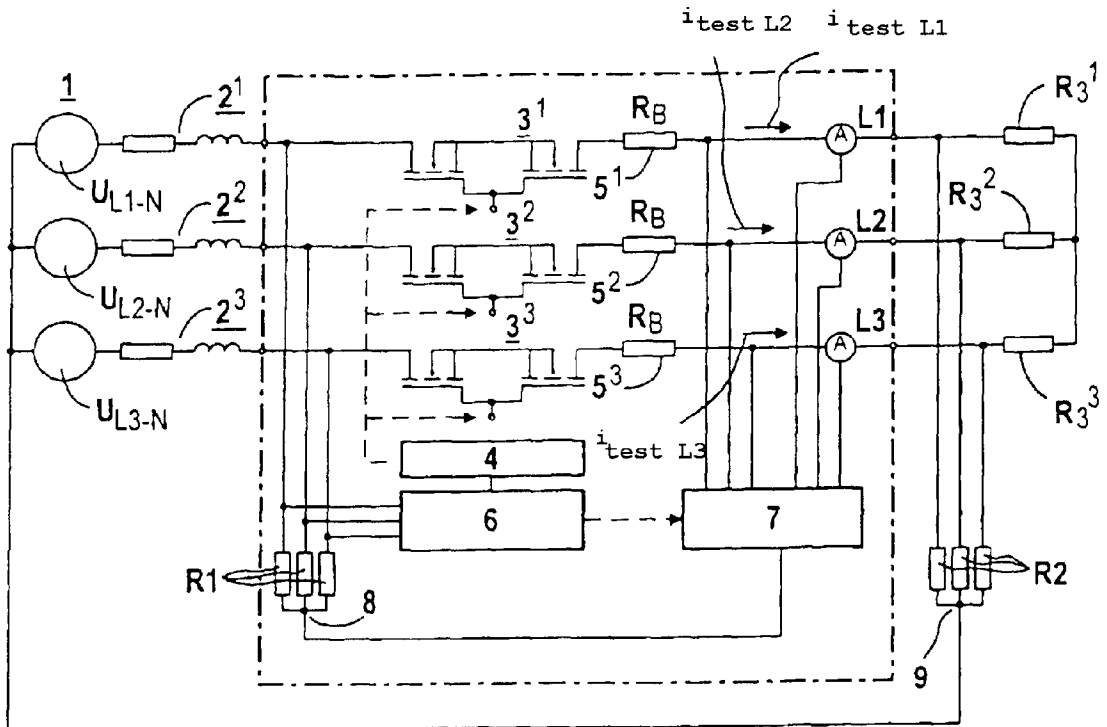 i test L2 i test L1
1 2¹ 3¹ R_B L1 R₃¹
A
U_L1-N 5¹
2² 3² R_B L2 R₃²
A
U_L2-N 5²
2³ 3³ R_B L3
A
U_L3-N 5³ R₃³
i test L3
4
6 7
R1 R2
8
9